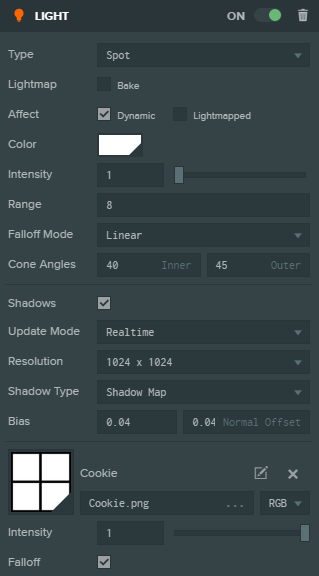 LIGHT ON
Type Spot
Lightmap Bake
Affect Dynamic Lightmapped
Color
Intensity 1
Range 8
Falloff Mode Linear
Cone Angles 40 Inner 45 Outer
Shadows
Update Mode Realtime
Resolution 1024 x 1024
Shadow Type Shadow Map
Bias 0.04 0.04 Normal Offset
Cookie
Cookie.png ... RGB
Intensity 1
Falloff